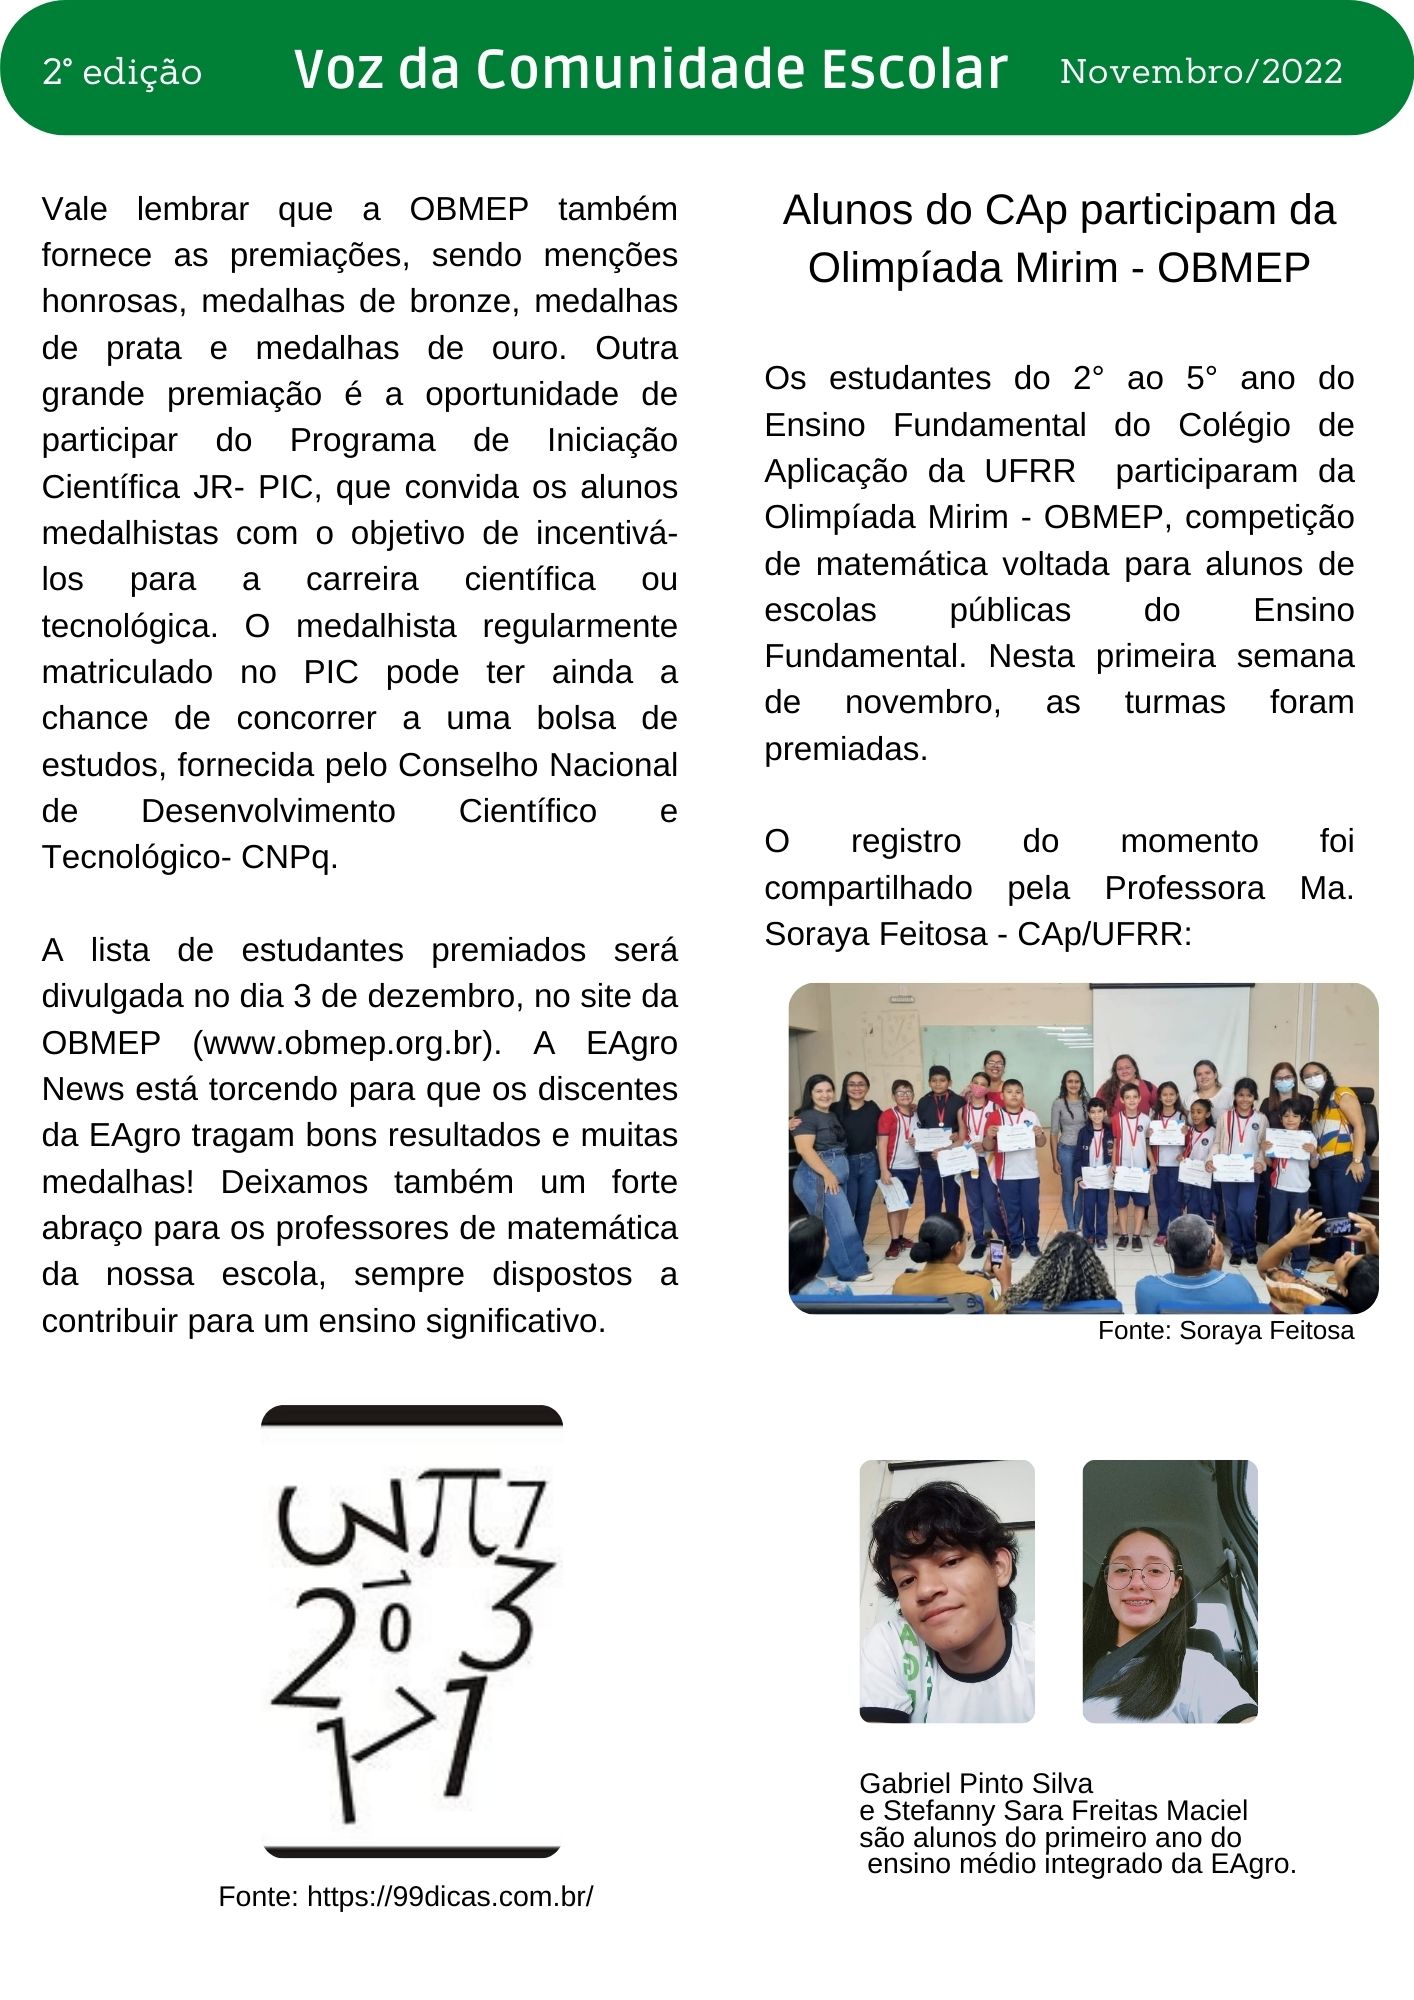 2° edição
Voz da Comunidade Escolar
Novembro/2022
Vale lembrar que a OBMEP também
fornece as premiações, sendo menções
honrosas, medalhas de bronze, medalhas
de prata e medalhas de ouro. Outra
grande premiação é a oportunidade de
participar do Programa de Iniciação
Científica JR- PIC, que convida os alunos
medalhistas com o objetivo de incentivá-
los para a carreira científica ou
tecnológica. O medalhista regularmente
matriculado no PIC pode ter ainda a
chance de concorrer a uma bolsa de
estudos, fornecida pelo Conselho Nacional
de Desenvolvimento Científico e
Tecnológico- CNPq.
A lista de estudantes premiados será
divulgada no dia 3 de dezembro, no site da
OBMEP (www.obmep.org.br). A EAgro
News está torcendo para que os discentes
da EAgro tragam bons resultados e muitas
medalhas! Deixamos também um forte
abraço para os professores de matemática
da nossa escola, sempre dispostos a
contribuir para um ensino significativo.
3 π 7
1
2 0 3
1 > 1
Fonte: https://99dicas.com.br/
Alunos do CAp participam da
Olimpíada Mirim - OBMEP
Os estudantes do 2° ao 5° ano do
Ensino Fundamental do Colégio de
Aplicação da UFRR participaram da
Olimpíada Mirim - OBMEP, competição
de matemática voltada para alunos de
escolas públicas do Ensino
Fundamental. Nesta primeira semana
de novembro, as turmas foram
premiadas.
O registro do momento foi
compartilhado pela Professora Ma.
Soraya Feitosa - CAp/UFRR:
Fonte: Soraya Feitosa
Gabriel Pinto Silva
e Stefanny Sara Freitas Maciel
são alunos do primeiro ano do
ensino médio integrado da EAgro.